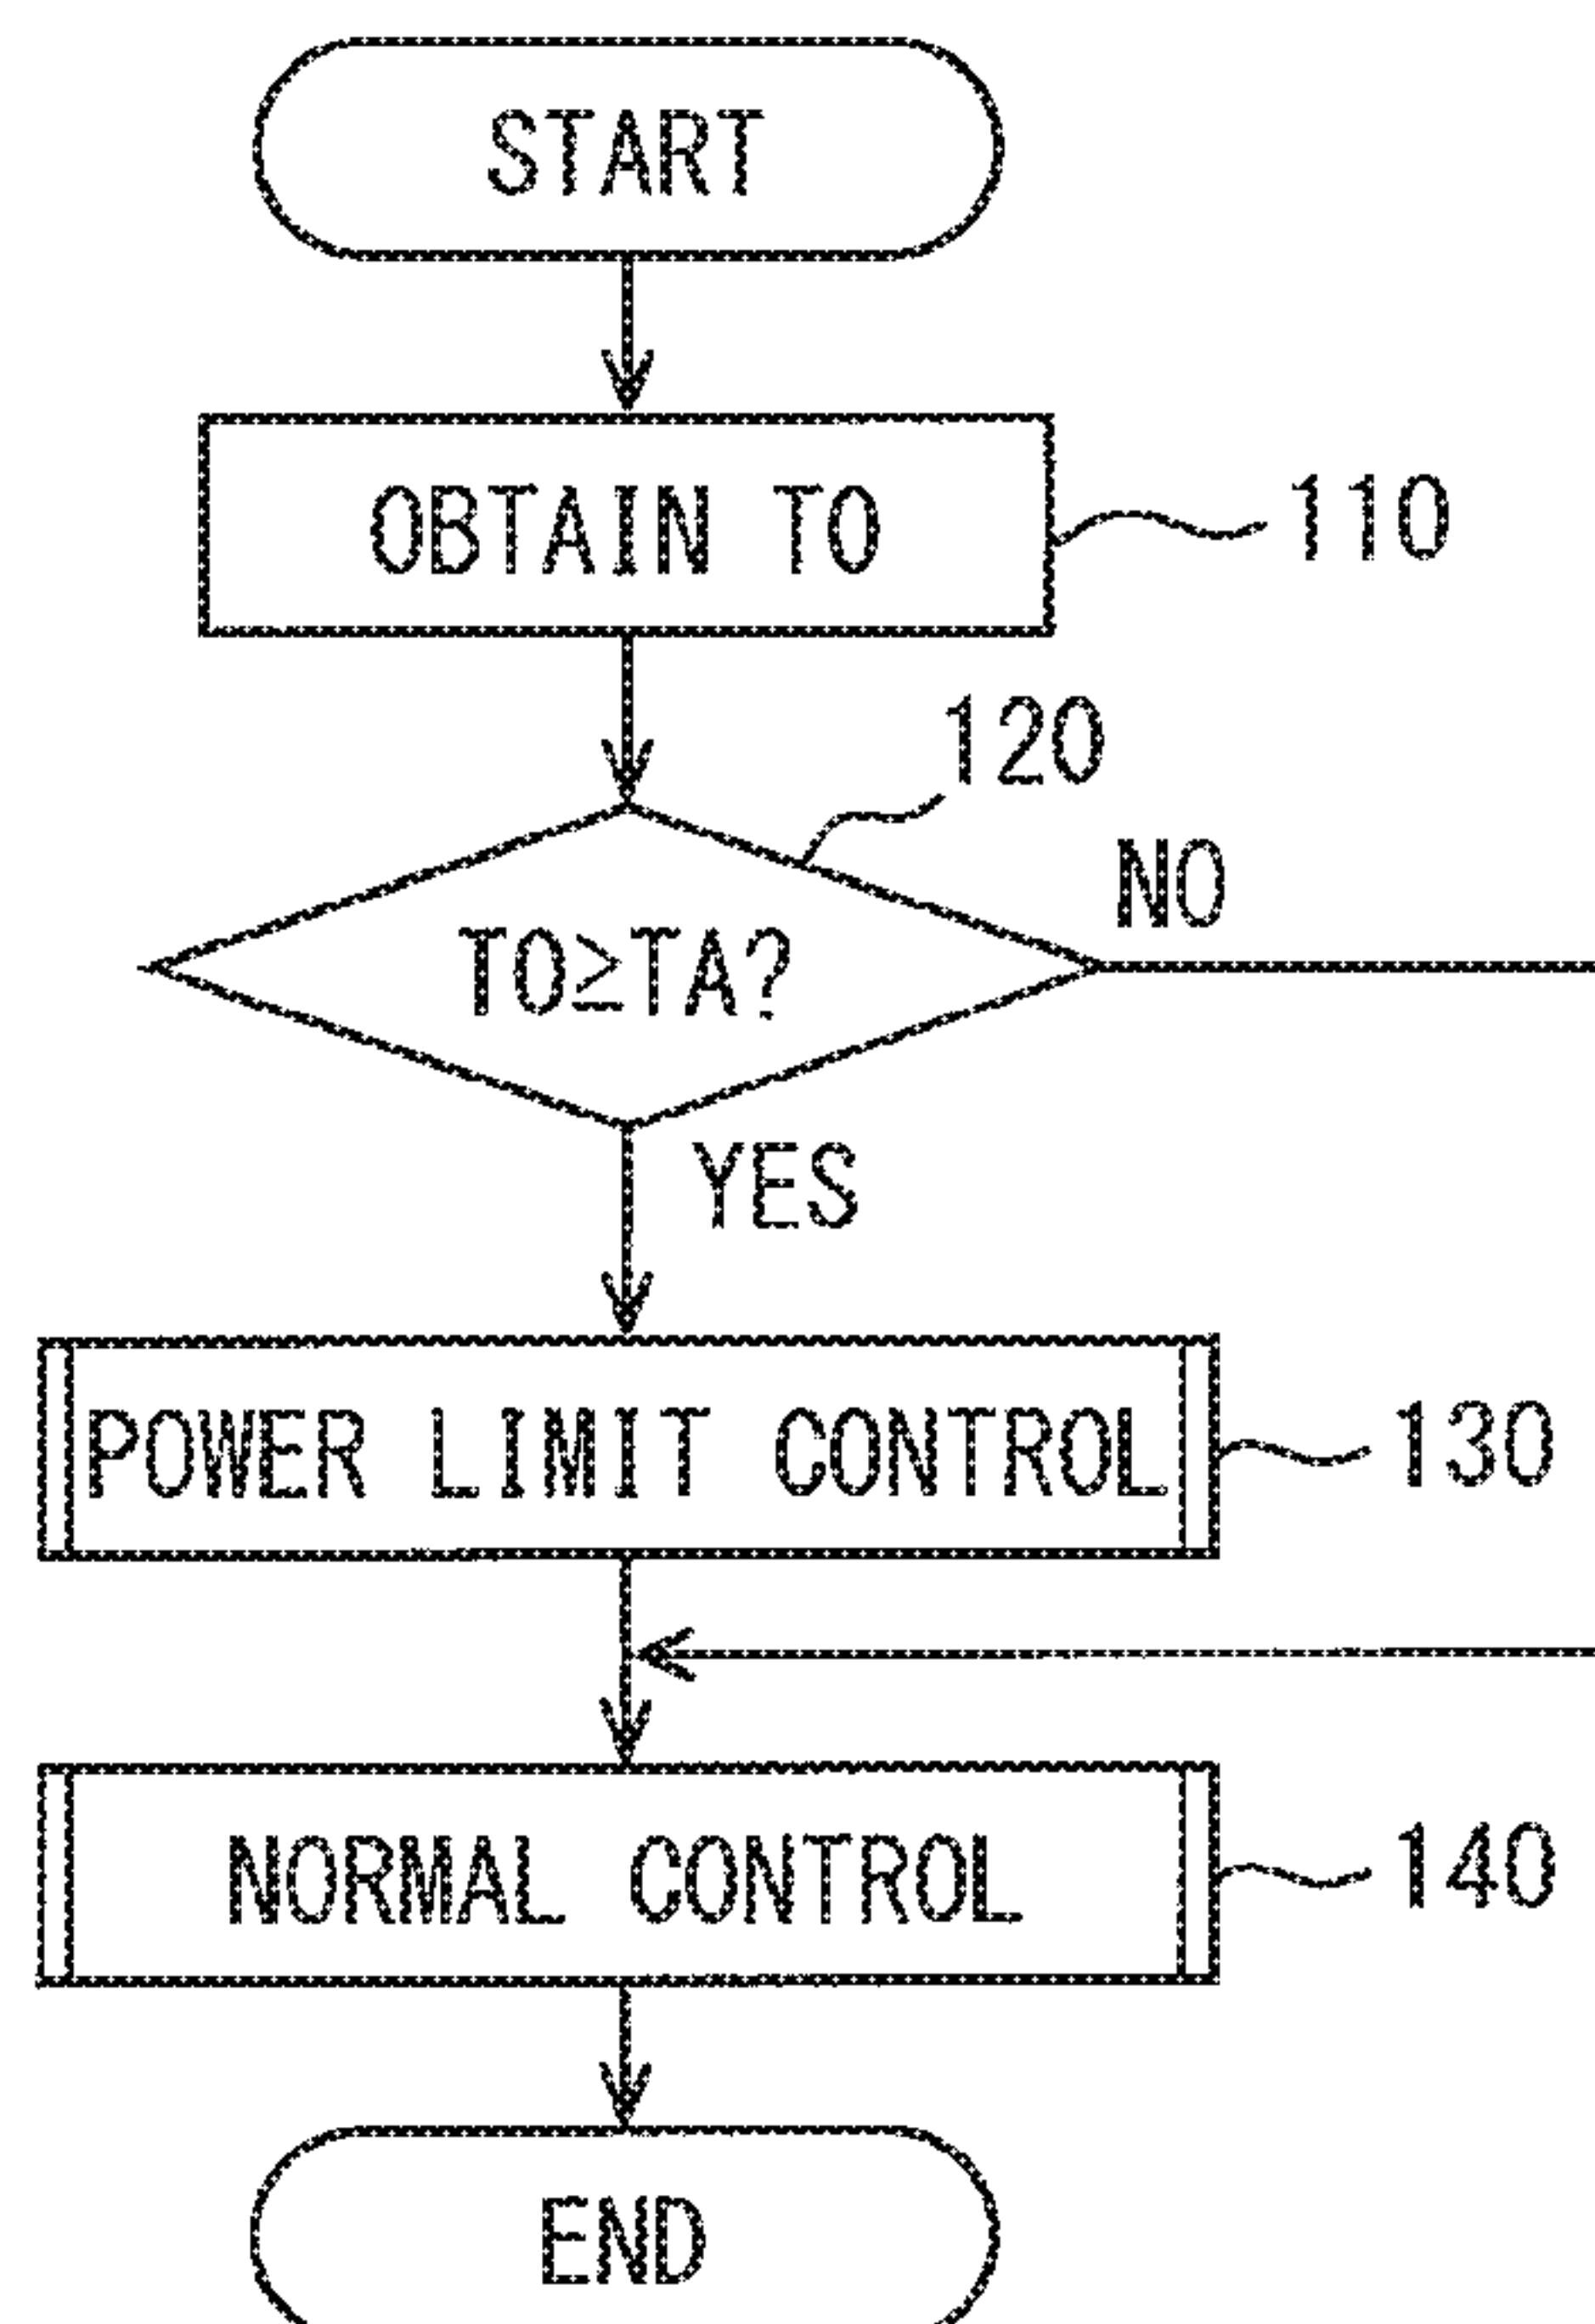 START
OBTAIN TO
110
120
NO
TO≥TA?
YES
POWER LIMIT CONTROL
130
NORMAL CONTROL
140
END